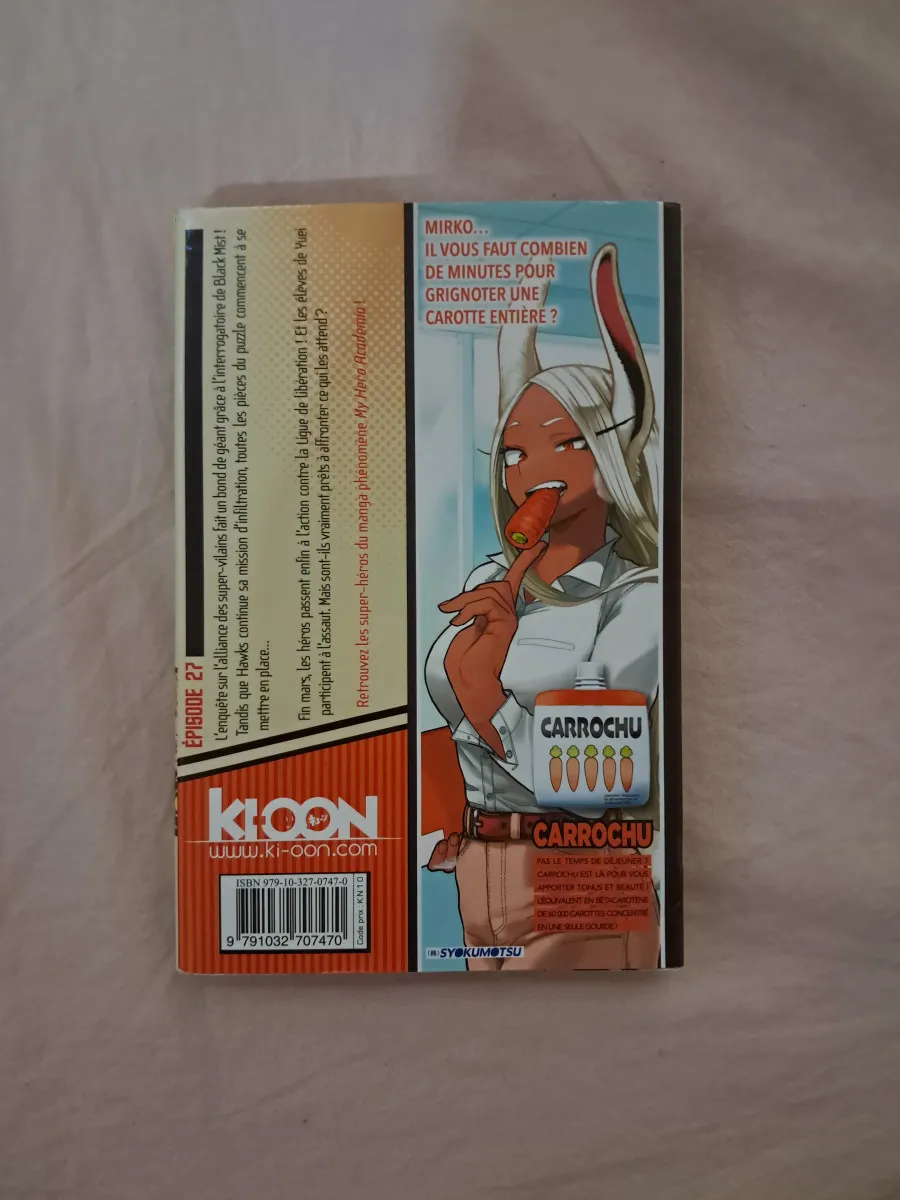 ÉPISODE 27
L'enquête sur l'alliance des super-vilains fait un bond de géant grâce à l'interrogatoire de Black Mist !
Tandis que Hawks continue sa mission d'infiltration, toutes les pièces du puzzle commencent à se
mettre en place...
Fin mars, les héros passent enfin à l'action contre la Ligue de libération ! Et les élèves de Yuei
participent à l'assaut. Mais sont-ils vraiment prêts à affronter ce qui les attend ?
Retrouvez les super-héros du manga phénomène My Hero Academia !
KI-OON
www.ki-oon.com
ISBN 979-10-327-0747-0
9 791032 707470
Code prix : KN10
MIRKO...
IL VOUS FAUT COMBIEN
DE MINUTES POUR
GRIGNOTER UNE
CAROTTE ENTIÈRE ?
CARROCHU
CARROCHU
PAS LE TEMPS DE DÉJEUNER ?
CARROCHU EST LÀ POUR VOUS
APPORTER TONUS ET BEAUTÉ !
L'ÉQUIVALENT EN BÊTACAROTÈNE
DE 60 000 CAROTTES CONCENTRÉ
EN UNE SEULE GOURDE !
(株) SYOKUMOTSU